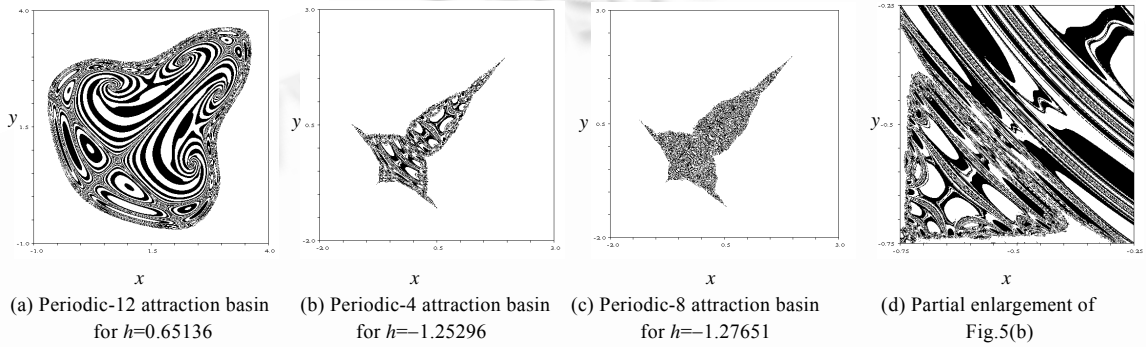 4.0
y
1.5
-1.0
-1.0
1.5
4.0
x
(a) Periodic-12 attraction basin
for h=0.65136
3.0
y
0.5
-2.0
-2.0
0.5
3.0
x
(b) Periodic-4 attraction basin
for h=−1.25296
3.0
y
0.5
-2.0
-2.0
0.5
3.0
x
(c) Periodic-8 attraction basin
for h=−1.27651
-0.25
y
-0.5
-0.75
-0.75
-0.5
-0.25
x
(d) Partial enlargement of
Fig.5(b)